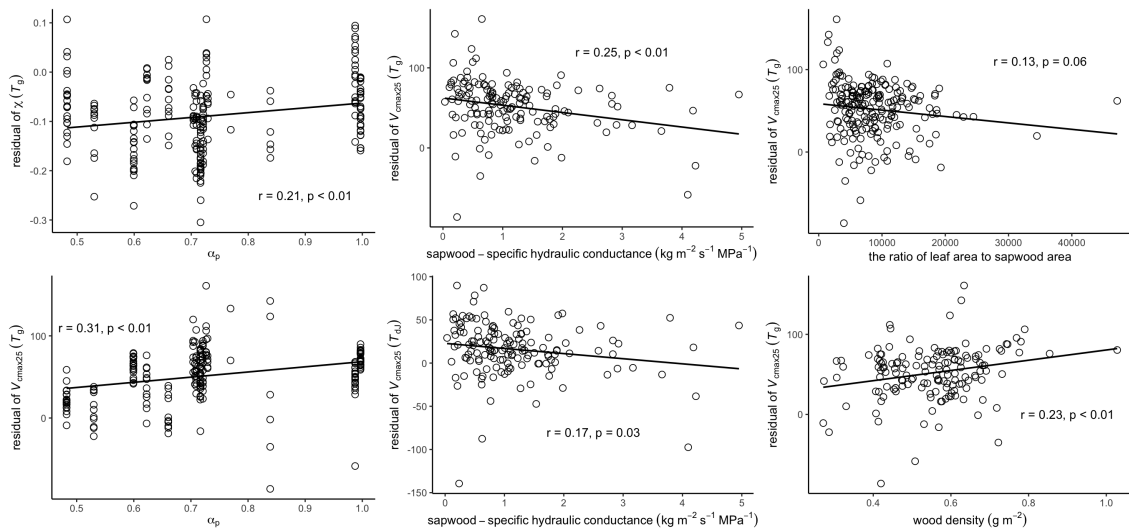 0.1
0.0
-0.1
-0.2
-0.3
residual of χ (Tg)
r = 0.21, p < 0.01
0.5 0.6 0.7 0.8 0.9 1.0
αp
100
0
residual of Vcmax25 (Tg)
r = 0.25, p < 0.01
0 1 2 3 4 5
sapwood − specific hydraulic conductance (kg m−2 s−1 MPa−1)
100
0
residual of Vcmax25 (Tg)
r = 0.13, p = 0.06
0 10000 20000 30000 40000
the ratio of leaf area to sapwood area
100
0
residual of Vcmax25 (Tg)
r = 0.31, p < 0.01
0.5 0.6 0.7 0.8 0.9 1.0
αp
100
50
0
-50
-100
-150
residual of Vcmax25 (TdJ)
r = 0.17, p = 0.03
0 1 2 3 4 5
sapwood − specific hydraulic conductance (kg m−2 s−1 MPa−1)
100
0
residual of Vcmax25 (Tg)
r = 0.23, p < 0.01
0.4 0.6 0.8 1.0
wood density (g m−2)